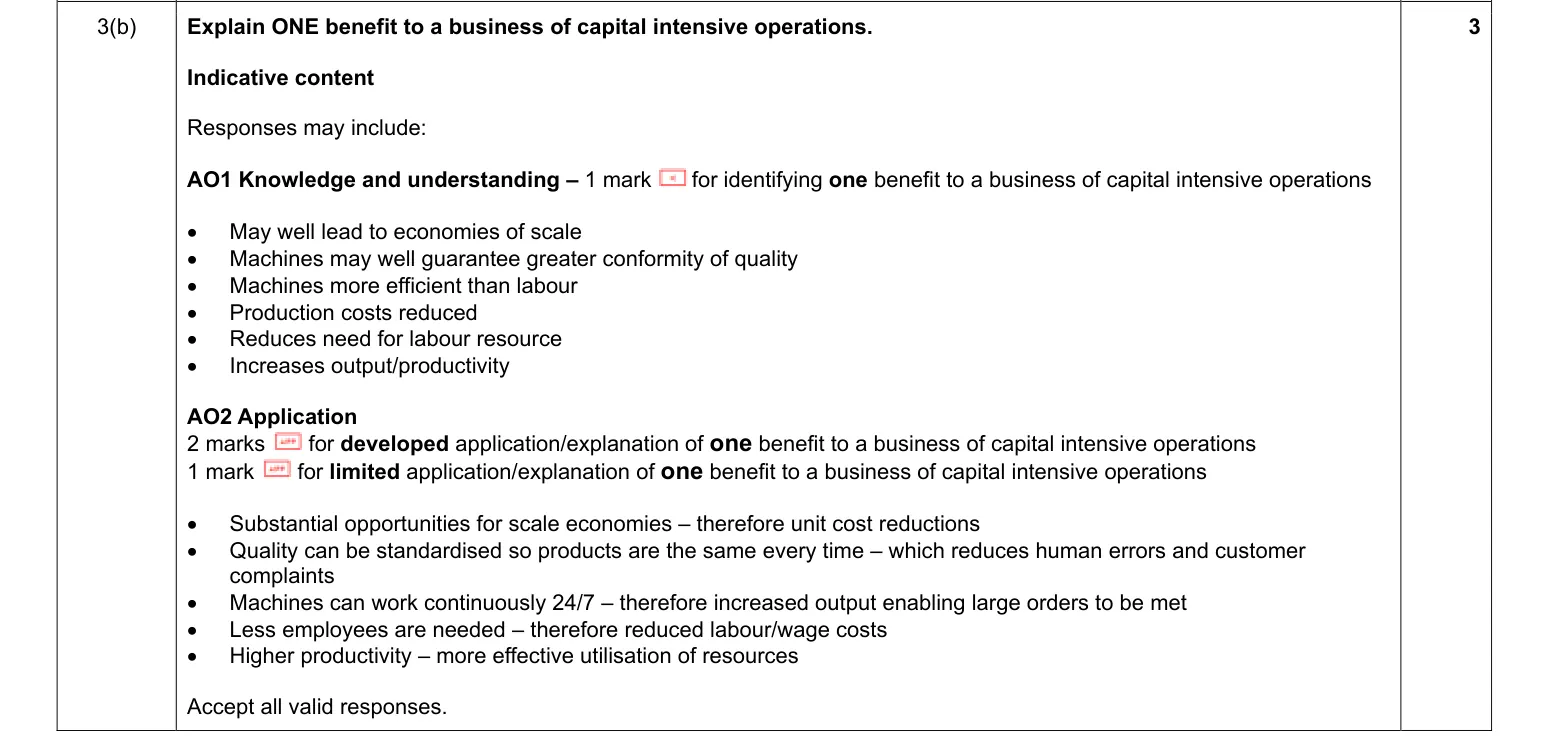 3(b)
Explain ONE benefit to a business of capital intensive operations.
3
Indicative content
Responses may include:
AO1 Knowledge and understanding – 1 mark for identifying one benefit to a business of capital intensive operations
• May well lead to economies of scale
• Machines may well guarantee greater conformity of quality
• Machines more efficient than labour
• Production costs reduced
• Reduces need for labour resource
• Increases output/productivity
AO2 Application
2 marks APP for developed application/explanation of one benefit to a business of capital intensive operations
1 mark APP for limited application/explanation of one benefit to a business of capital intensive operations
• Substantial opportunities for scale economies – therefore unit cost reductions
• Quality can be standardised so products are the same every time – which reduces human errors and customer
complaints
• Machines can work continuously 24/7 – therefore increased output enabling large orders to be met
• Less employees are needed – therefore reduced labour/wage costs
• Higher productivity – more effective utilisation of resources
Accept all valid responses.